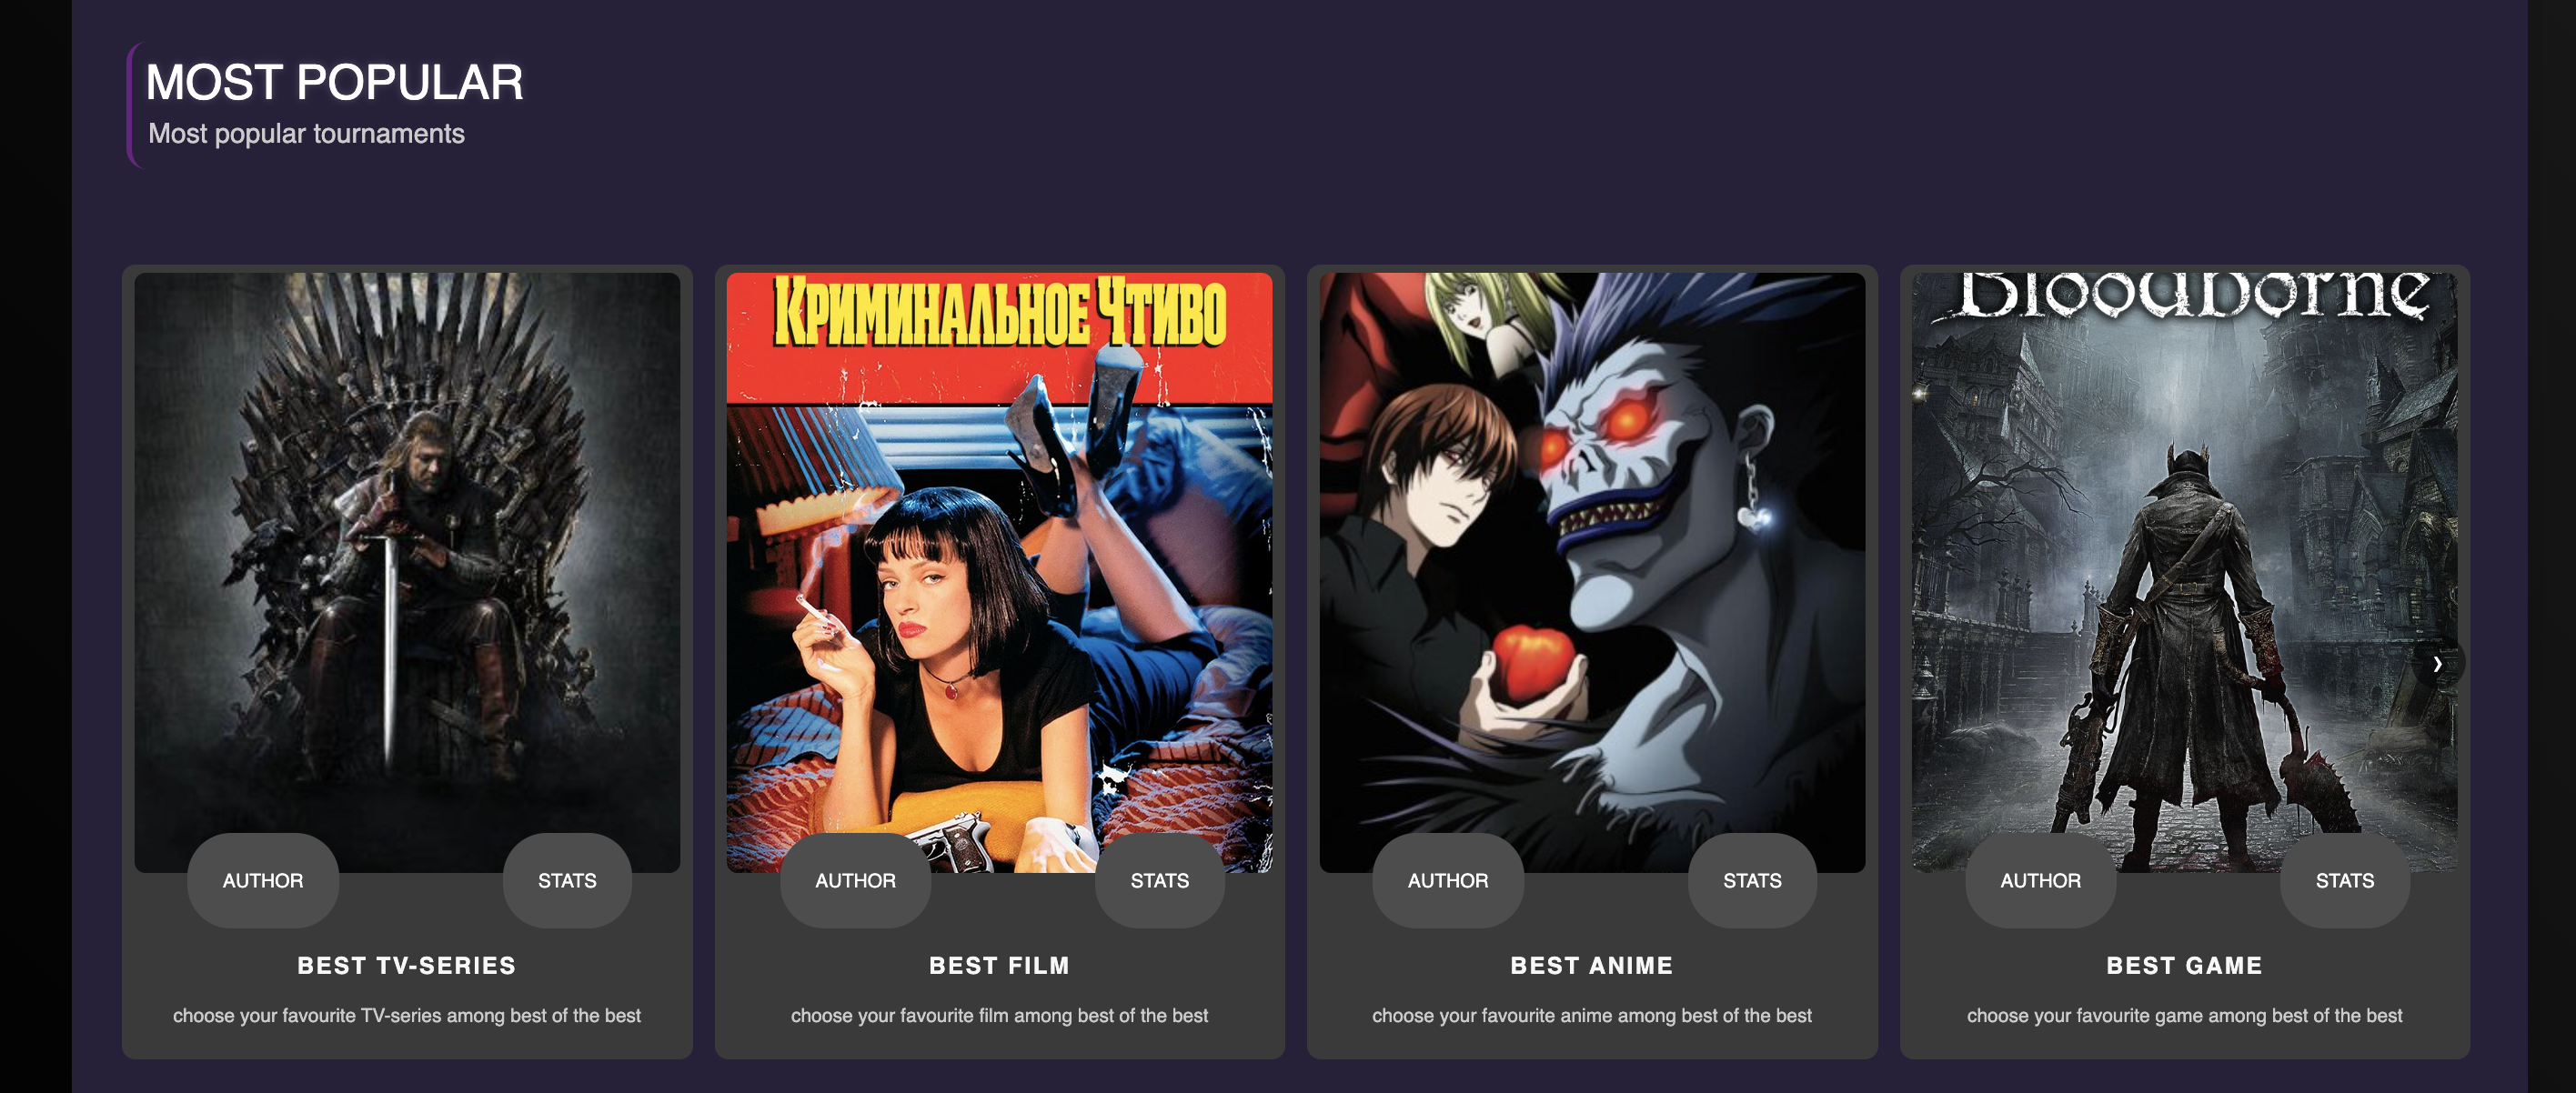 MOST POPULAR
Most popular tournaments
КРИМИНАЛЬНОЕ ЧТИВО
Bloodborne
❯
AUTHOR STATS
AUTHOR STATS
AUTHOR STATS
AUTHOR STATS
BEST TV-SERIES
choose your favourite TV-series among best of the best
BEST FILM
choose your favourite film among best of the best
BEST ANIME
choose your favourite anime among best of the best
BEST GAME
choose your favourite game among best of the best